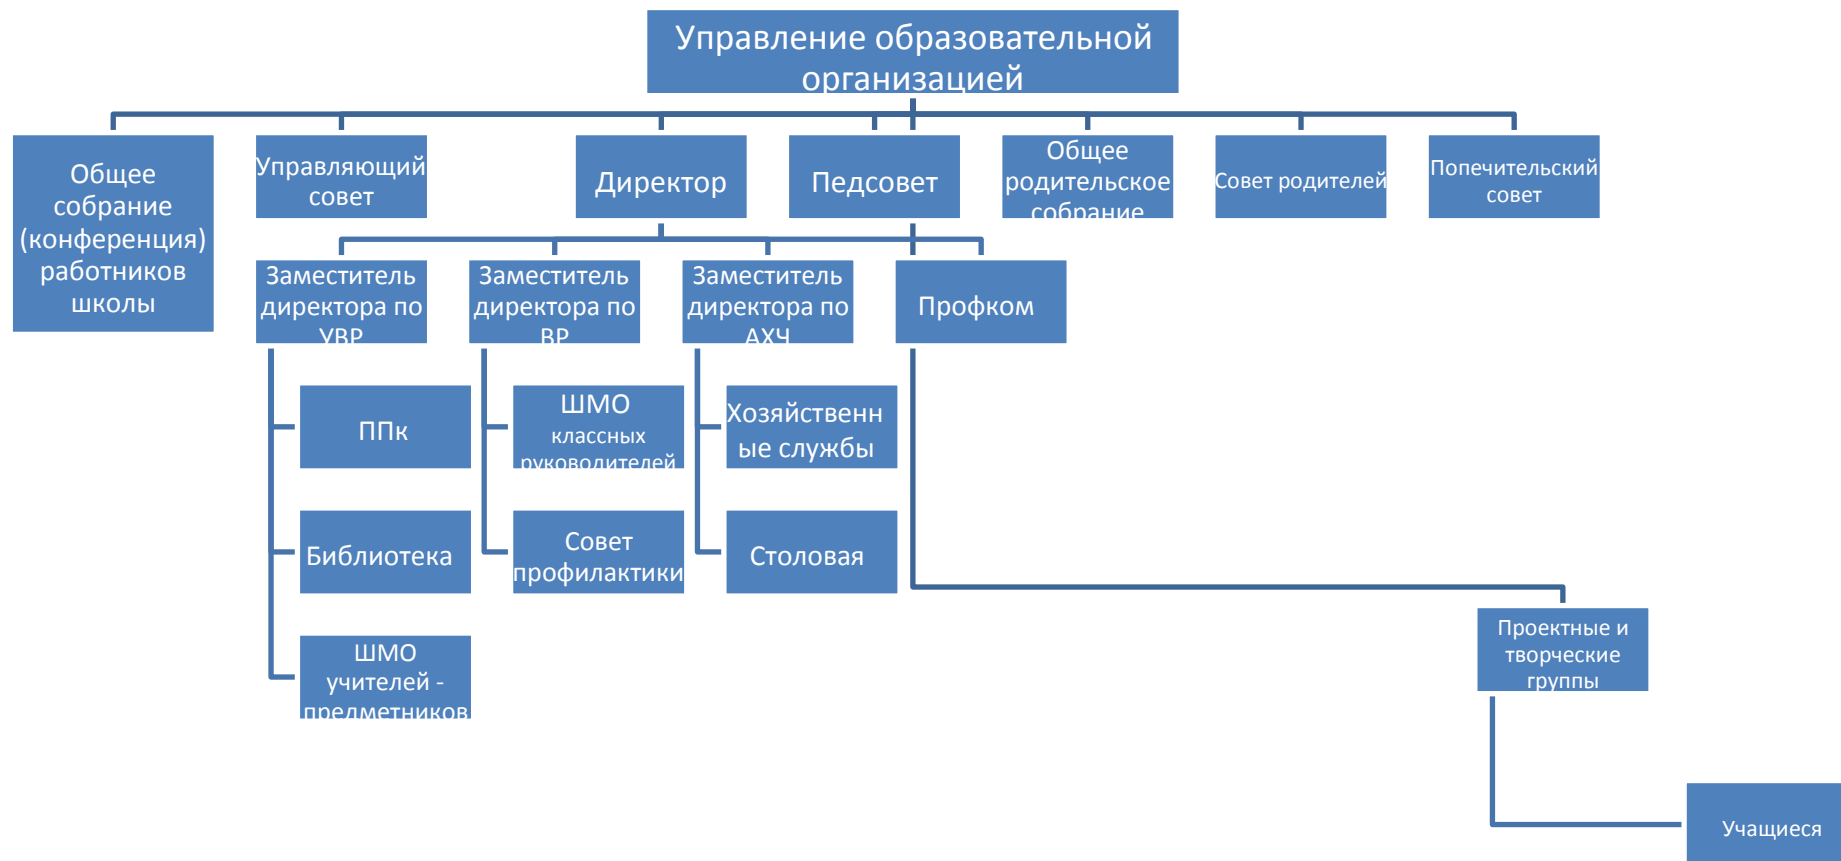 Управление образовательной
организацией
Общее
собрание
(конференция)
работников
школы
Управляющий
совет
Директор
Педсовет
Общее
родительское
собрание
Совет родителей
Попечительский
совет
Заместитель
директора по
УВР
Заместитель
директора по
ВР
Заместитель
директора по
АХЧ
Профком
ППк
ШМО
классных
руководителей
Хозяйственн
ые службы
Библиотека
Совет
профилактики
Столовая
ШМО
учителей -
предметников
Проектные и
творческие
группы
Учащиеся